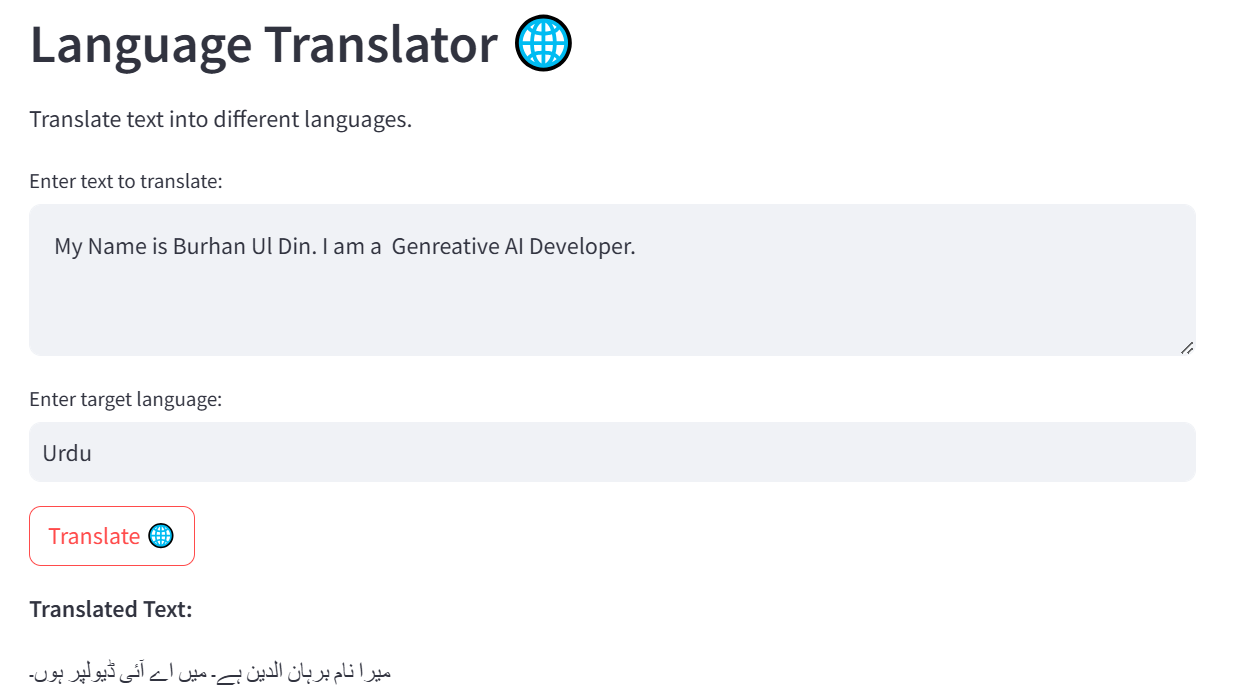 Language Translator 🌐
Translate text into different languages.
Enter text to translate:
My Name is Burhan Ul Din. I am a  Genreative AI Developer.
Enter target language:
Urdu
Translate 🌐
Translated Text:
میرا نام برہان الدین ہے۔ میں اے آئی ڈیولپر ہوں۔